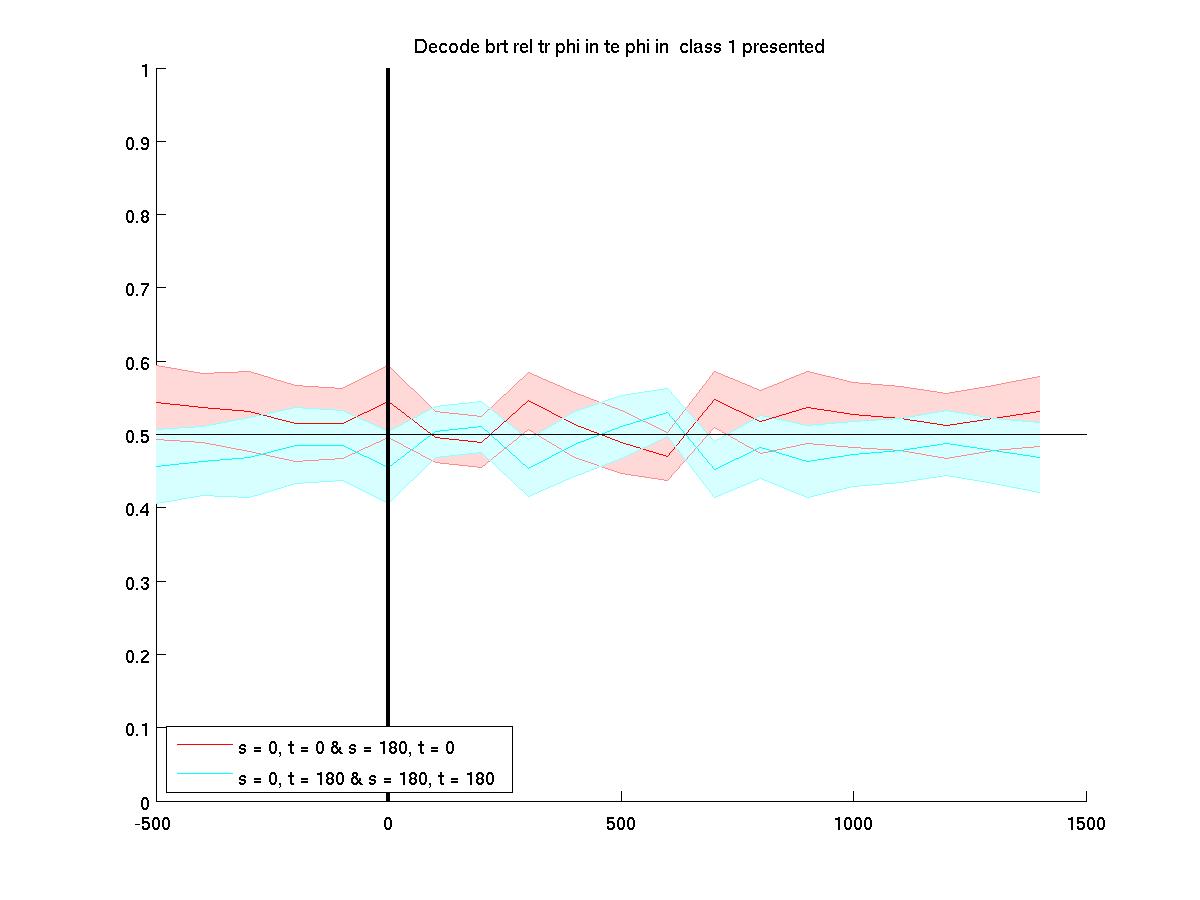 Decode brt rel tr phi in te phi in  class 1 presented
1
0.9
0.8
0.7
0.6
0.5
0.4
0.3
0.2
0.1
0
s = 0, t = 0 & s = 180, t = 0
s = 0, t = 180 & s = 180, t = 180
-500 0 500 1000 1500